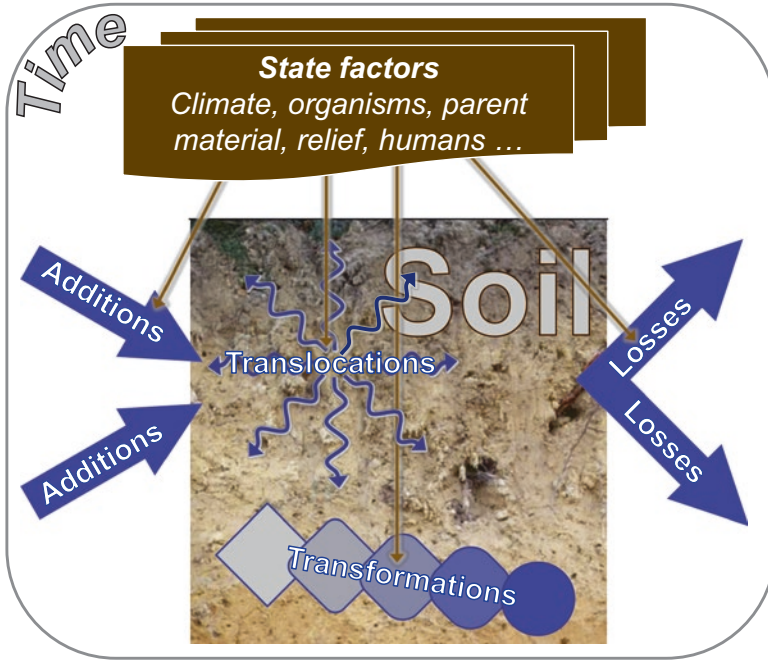 Time
State factors
Climate, organisms, parent
material, relief, humans …
Soil
Additions
Translocations
Losses
Additions
Losses
Transformations